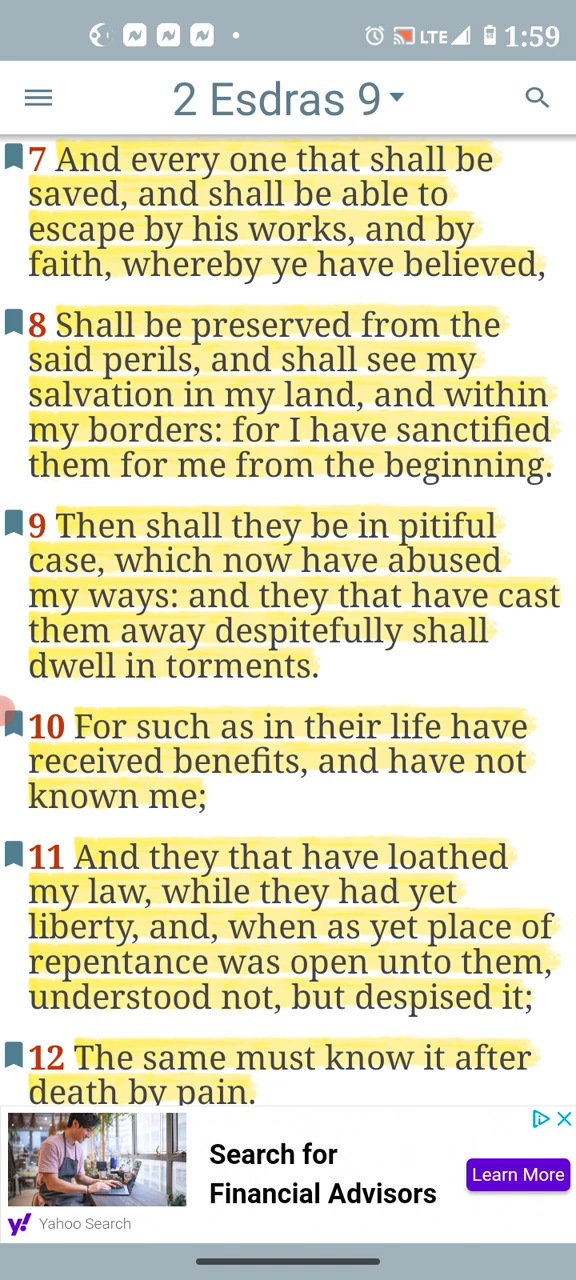 LTE 1:59
2 Esdras 9
7 And every one that shall be
saved, and shall be able to
escape by his works, and by
faith, whereby ye have believed,
8 Shall be preserved from the
said perils, and shall see my
salvation in my land, and within
my borders: for I have sanctified
them for me from the beginning.
9 Then shall they be in pitiful
case, which now have abused
my ways: and they that have cast
them away despitefully shall
dwell in torments.
10 For such as in their life have
received benefits, and have not
known me;
11 And they that have loathed
my law, while they had yet
liberty, and, when as yet place of
repentance was open unto them,
understood not, but despised it;
12 The same must know it after
death by pain.
Search for
Financial Advisors
Learn More
y! Yahoo Search